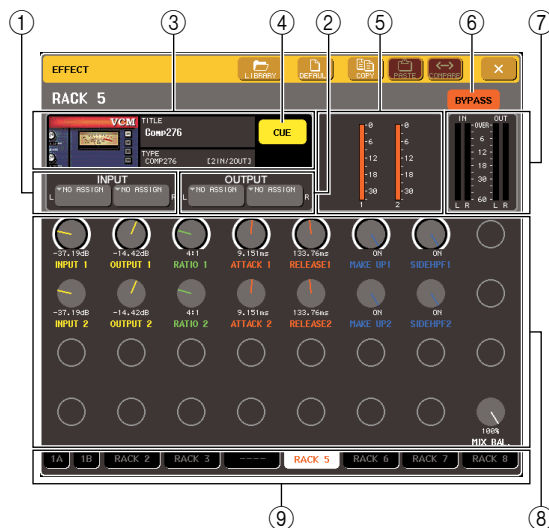 1 3 4 2 5 6 7
EFFECT LIBRARY DEFAULT COPY PASTE COMPARE ×
RACK 5 BYPASS
VCM TITLE
Comp276
CUE
TYPE
COMP276 [2IN/2OUT]
INPUT OUTPUT
L NO ASSIGN NO ASSIGN R L NO ASSIGN NO ASSIGN R
-0 -0
-6 -6
-12 -12
-18 -18
-30 -30
1 2
IN OUT
-OVER-
6
12
18
30
60
L R L R
-37.19dB -14.42dB 4:1 9.151ms 133.76ms ON ON
INPUT 1 OUTPUT 1 RATIO 1 ATTACK 1 RELEASE1 MAKE UP1 SIDEHPF1
-37.19dB -14.42dB 4:1 9.151ms 133.76ms ON ON
INPUT 2 OUTPUT 2 RATIO 2 ATTACK 2 RELEASE2 MAKE UP2 SIDEHPF2
100%
MIX BAL.
1A 1B RACK 2 RACK 3 ---- RACK 5 RACK 6 RACK 7 RACK 8
9 8